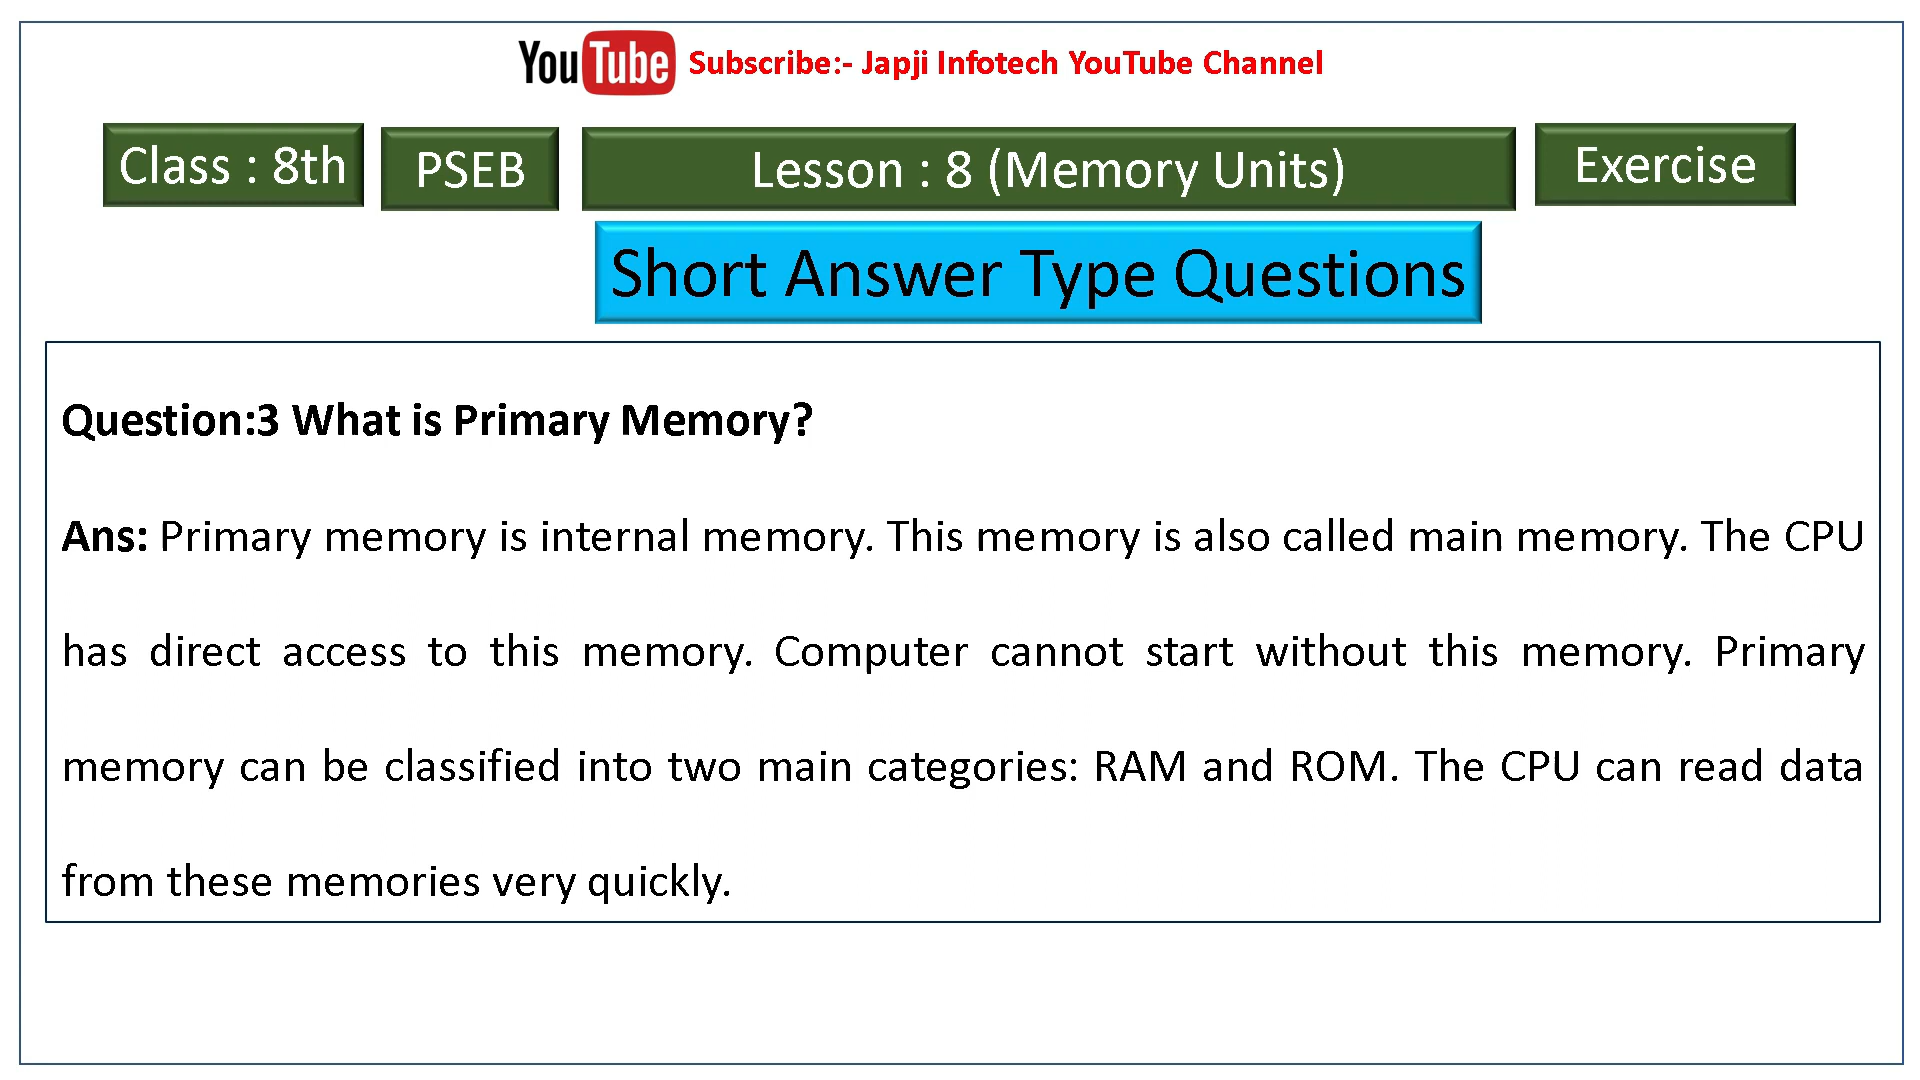 YouTube Subscribe:- Japji Infotech YouTube Channel
Class : 8th PSEB Lesson : 8 (Memory Units) Exercise
Short Answer Type Questions
Question:3 What is Primary Memory?
Ans: Primary memory is internal memory. This memory is also called main memory. The CPU
has direct access to this memory. Computer cannot start without this memory. Primary
memory can be classified into two main categories: RAM and ROM. The CPU can read data
from these memories very quickly.